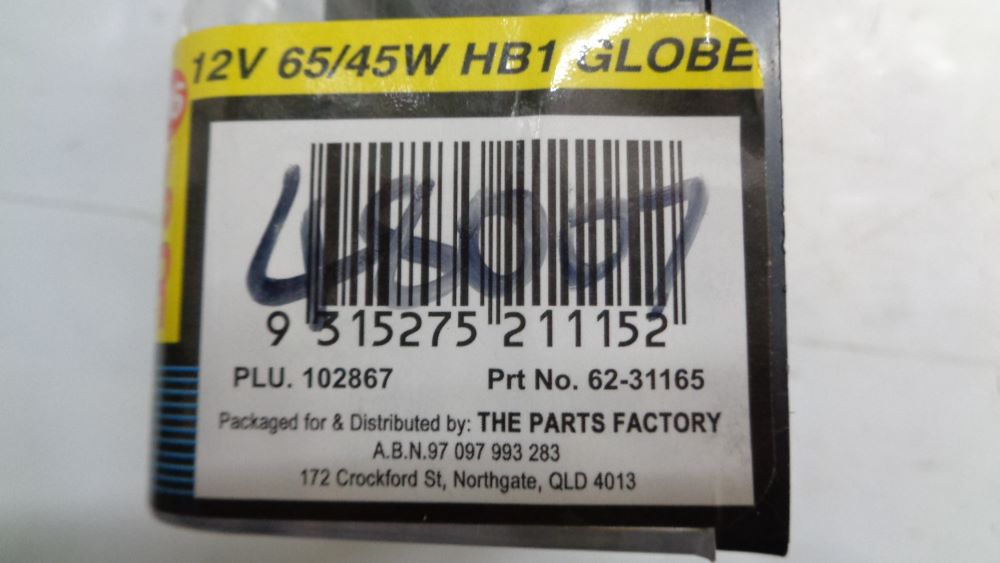 12V 65/45W HB1 GLOBE
48007
9 315275 211152
PLU. 102867 Prt No. 62-31165
Packaged for & Distributed by: THE PARTS FACTORY
A.B.N.97 097 993 283
172 Crockford St, Northgate, QLD 4013